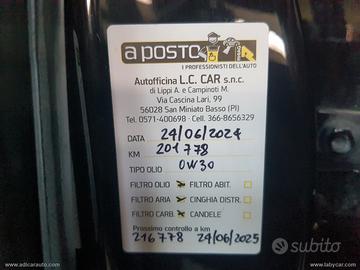 a posto
I PROFESSIONISTI DELL'AUTO
Autofficina L.C. CAR s.n.c.
di Lippi A. e Campinoti M.
Via Cascina Lari, 99
56028 San Miniato Basso (PI)
Tel. 0571-400698 - Cell. 366-8656329
DATA 24/06/2024
KM 201778
TIPO OLIO 0W30
FILTRO OLIO FILTRO ABIT.
FILTRO ARIA CINGHIA DISTR.
FILTRO CARB. CANDELE
Prossimo controllo a km
216778 24/06/2025
subito
www.adicarauto.com
www.labycar.com